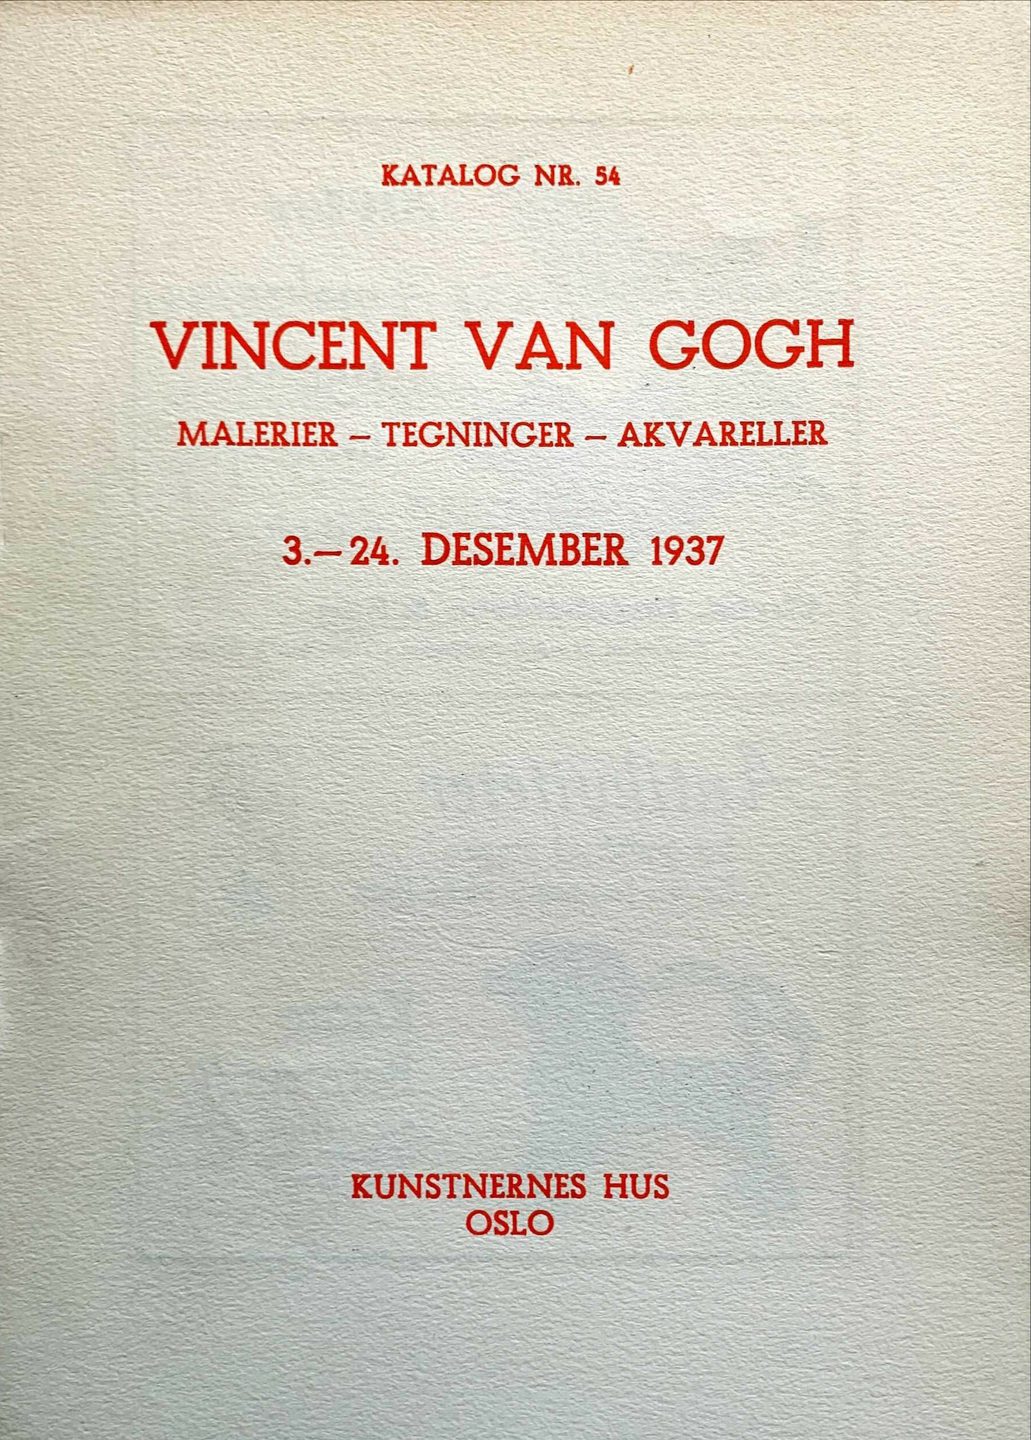 KATALOG NR. 54
VINCENT VAN GOGH
MALERIER – TEGNINGER – AKVARELLER
3.– 24. DESEMBER 1937
KUNSTNERNES HUS
OSLO